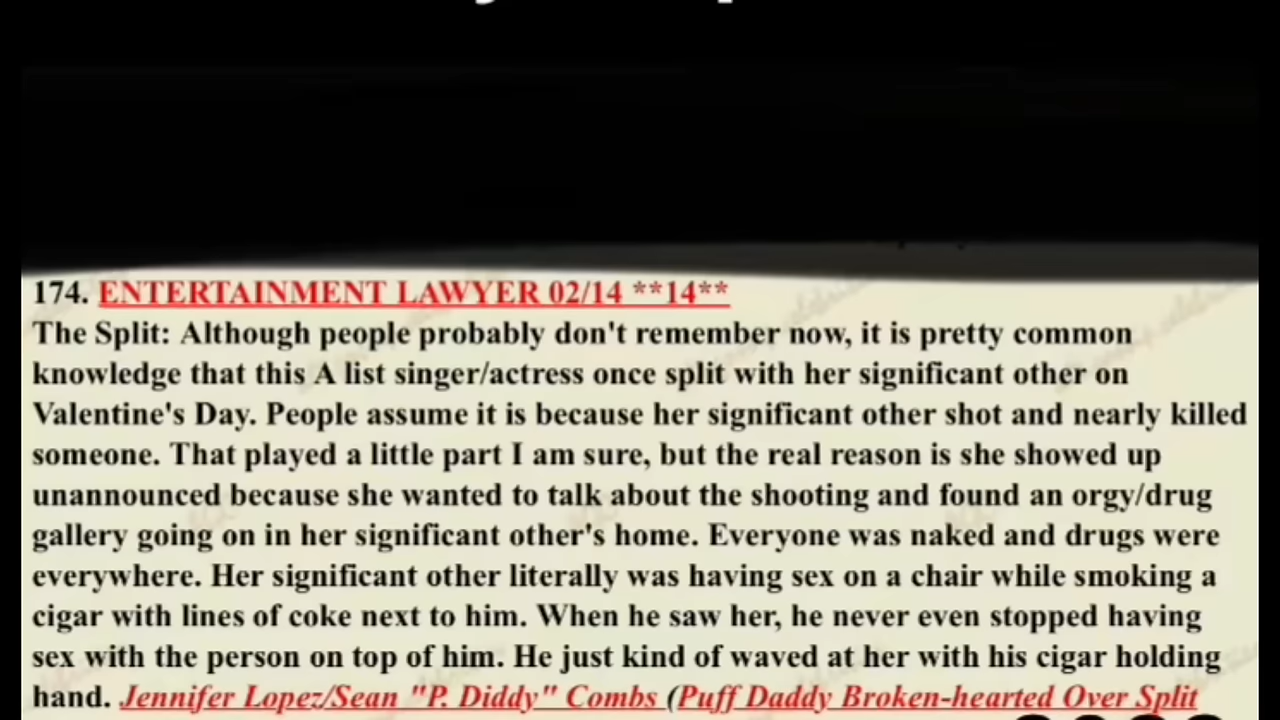 174. ENTERTAINMENT LAWYER 02/14 **14**
The Split: Although people probably don't remember now, it is pretty common
knowledge that this A list singer/actress once split with her significant other on
Valentine's Day. People assume it is because her significant other shot and nearly killed
someone. That played a little part I am sure, but the real reason is she showed up
unannounced because she wanted to talk about the shooting and found an orgy/drug
gallery going on in her significant other's home. Everyone was naked and drugs were
everywhere. Her significant other literally was having sex on a chair while smoking a
cigar with lines of coke next to him. When he saw her, he never even stopped having
sex with the person on top of him. He just kind of waved at her with his cigar holding
hand. Jennifer Lopez/Sean "P. Diddy" Combs (Puff Daddy Broken-hearted Over Split